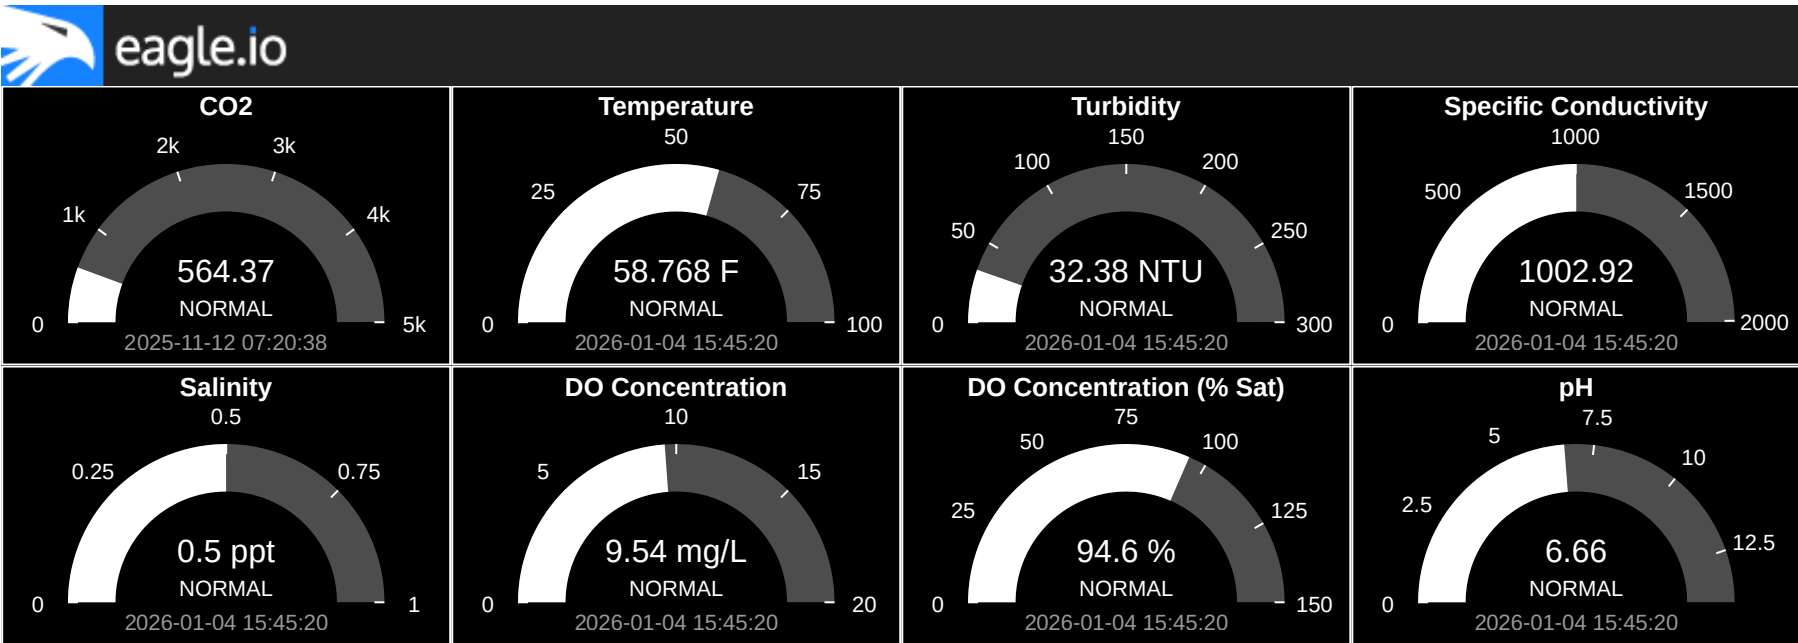 eagle.io
CO2
0
1k
2k
3k
4k
5k
564.37
NORMAL
2025-11-12 07:20:38
Temperature
0
25
50
75
100
58.768 F
NORMAL
2026-01-04 15:45:20
Turbidity
0
50
100
150
200
250
300
32.38 NTU
NORMAL
2026-01-04 15:45:20
Specific Conductivity
0
500
1000
1500
2000
1002.92
NORMAL
2026-01-04 15:45:20
Salinity
0
0.25
0.5
0.75
1
0.5 ppt
NORMAL
2026-01-04 15:45:20
DO Concentration
0
5
10
15
20
9.54 mg/L
NORMAL
2026-01-04 15:45:20
DO Concentration (% Sat)
0
25
50
75
100
125
150
94.6 %
NORMAL
2026-01-04 15:45:20
pH
0
2.5
5
7.5
10
12.5
6.66
NORMAL
2026-01-04 15:45:20